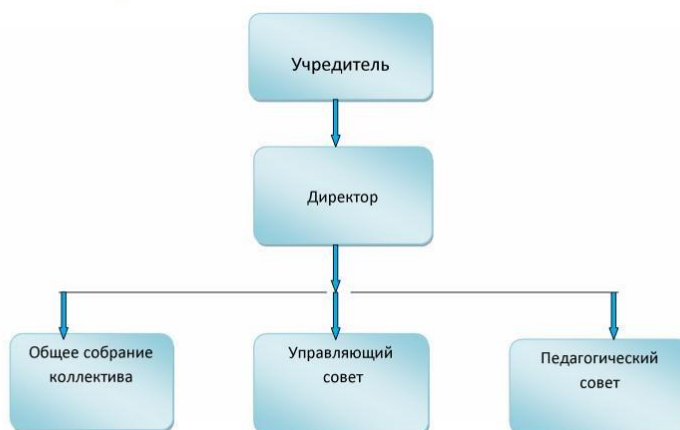 Учредитель
Директор
Общее собрание
коллектива
Управляющий
совет
Педагогический
совет